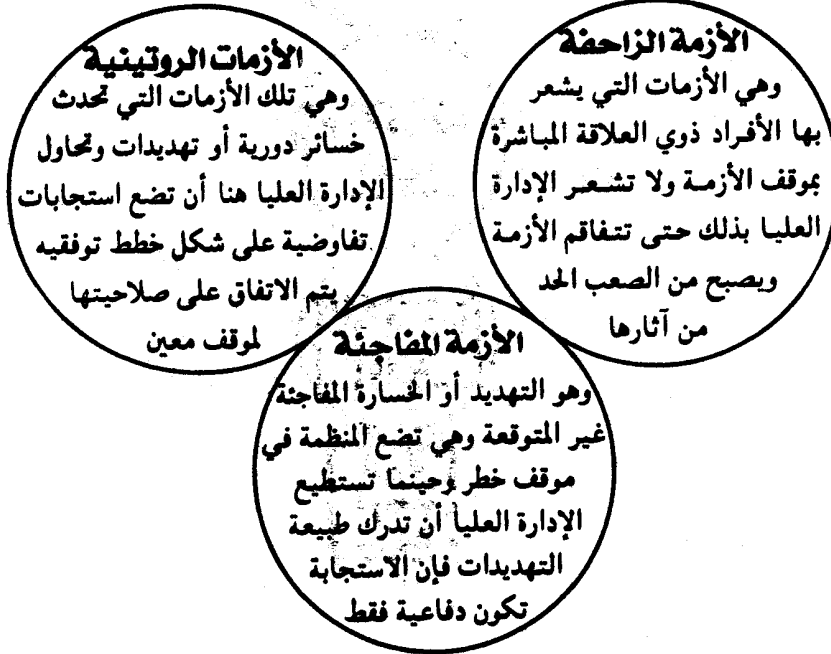 الأزمة الزاحفة
وهي الأزمات التي يشعر
بها الأفراد ذوي العلاقة المباشرة
بموقف الأزمة ولا تشعر الإدارة
العليا بذلك حتى تتفاقم الأزمة
ويصبح من الصعب الحد
من آثارها
الأزمات الروتينية
وهي تلك الأزمات التي تحدث
خسائر دورية أو تهديدات وتحاول
الإدارة العليا هنا أن تضع استجابات
تفاوضية على شكل خطط توفقيه
يتم الاتفاق على صلاحيتها
لموقف معين
الأزمة المفاجئة
وهو التهديد أو الخسارة المفاجئة
غير المتوقعة وهي تضع المنظمة في
موقف خطر وحينما تستطيع
الإدارة العليا أن تدرك طبيعة
التهديدات فإن الاستجابة
تكون دفاعية فقط